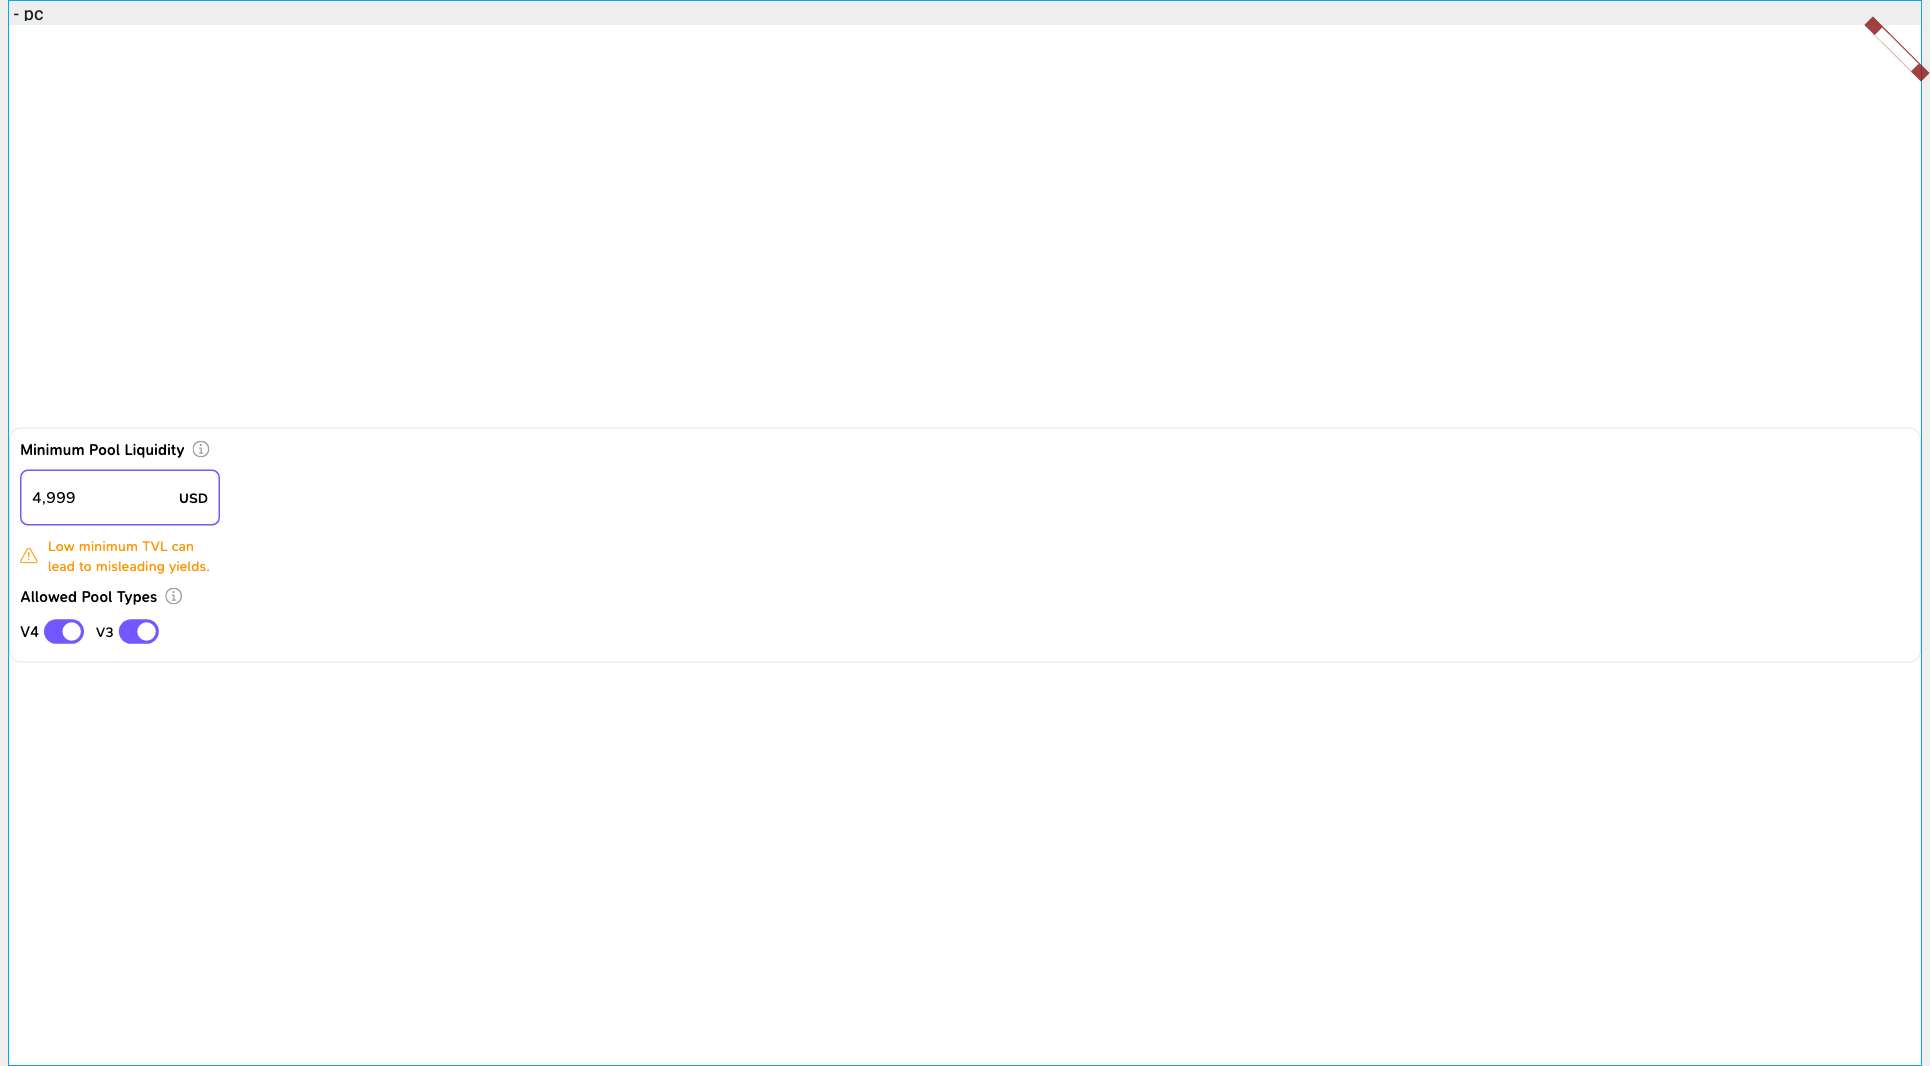 - pc
Minimum Pool Liquidity
4,999 USD
Low minimum TVL can
lead to misleading yields.
Allowed Pool Types
V4 V3